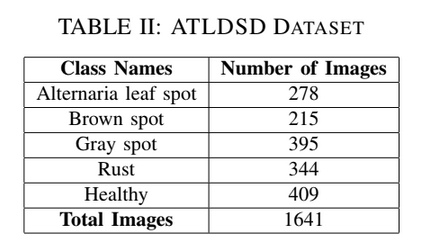 TABLE II: ATLDSD DATASET
Class Names Number of Images
Alternaria leaf spot 278
Brown spot 215
Gray spot 395
Rust 344
Healthy 409
Total Images 1641